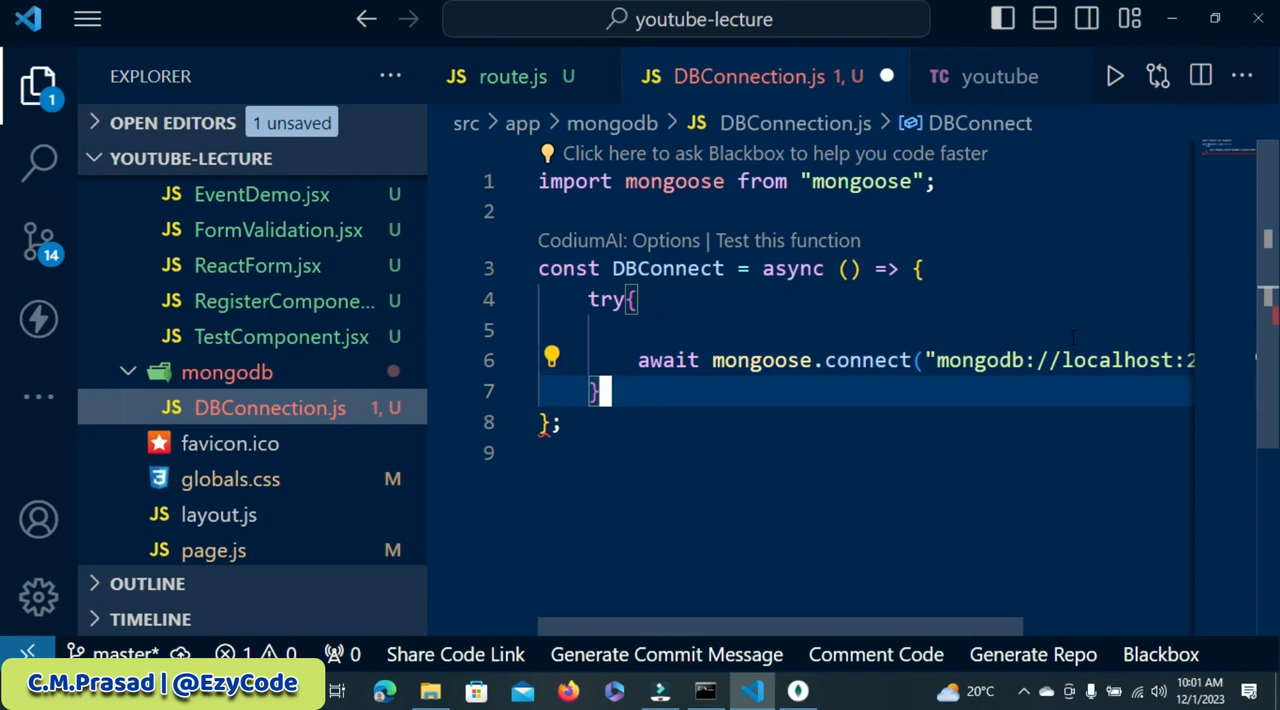 youtube-lecture
EXPLORER
route.js U
DBConnection.js 1, U
TC youtube
1
OPEN EDITORS 1 unsaved
src > app > mongodb > JS DBConnection.js > DBConnect
YOUTUBE-LECTURE
Click here to ask Blackbox to help you code faster
1 import mongoose from "mongoose";
2
CodiumAI: Options | Test this function
3 const DBConnect = async () => {
4 try{
5
6 await mongoose.connect("mongodb://localhost:2
7 }
8 };
9
JS EventDemo.jsx U
JS FormValidation.jsx U
JS ReactForm.jsx U
JS RegisterCompone... U
JS TestComponent.jsx U
mongodb
JS DBConnection.js 1, U
favicon.ico
globals.css M
JS layout.js
JS page.js M
14
OUTLINE
TIMELINE
master* 1 0 0 Share Code Link Generate Commit Message Comment Code Generate Repo Blackbox
C.M.Prasad | @EzyCode
20°C
10:01 AM
12/1/2023